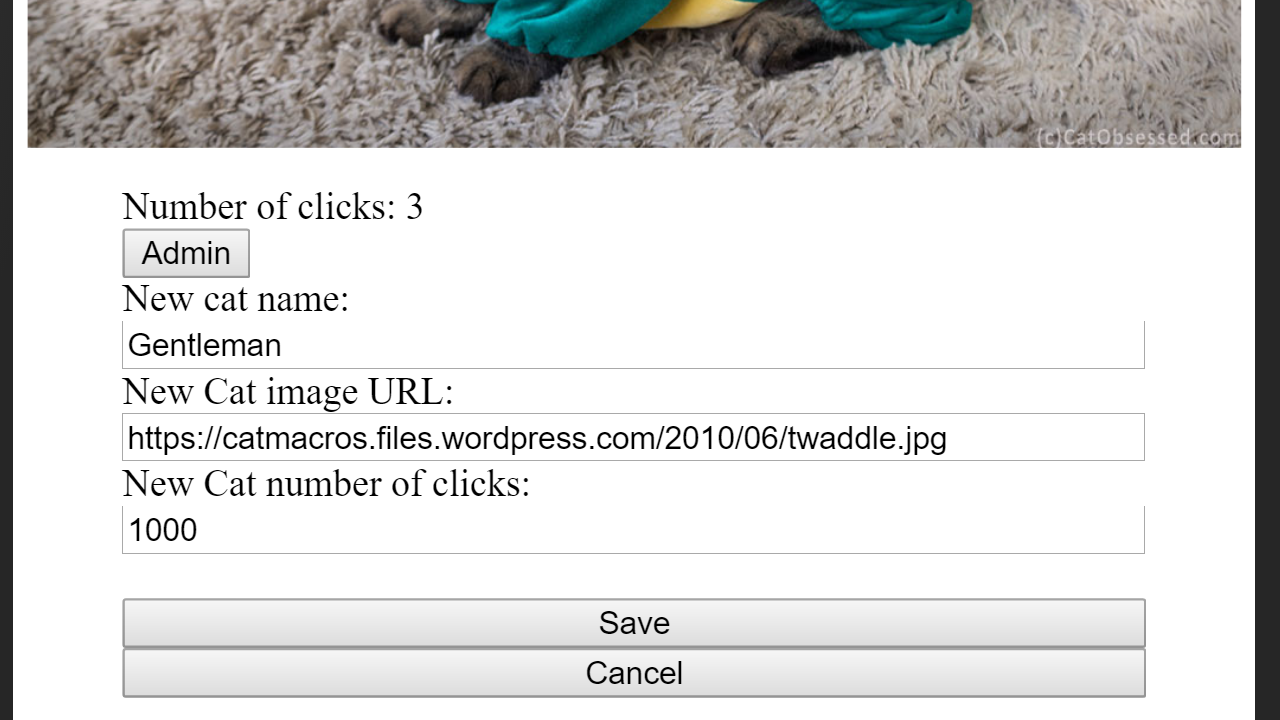 (c)CatObsessed.com
Number of clicks: 3
Admin
New cat name:
Gentleman
New Cat image URL:
https://catmacros.files.wordpress.com/2010/06/twaddle.jpg
New Cat number of clicks:
1000
Save
Cancel